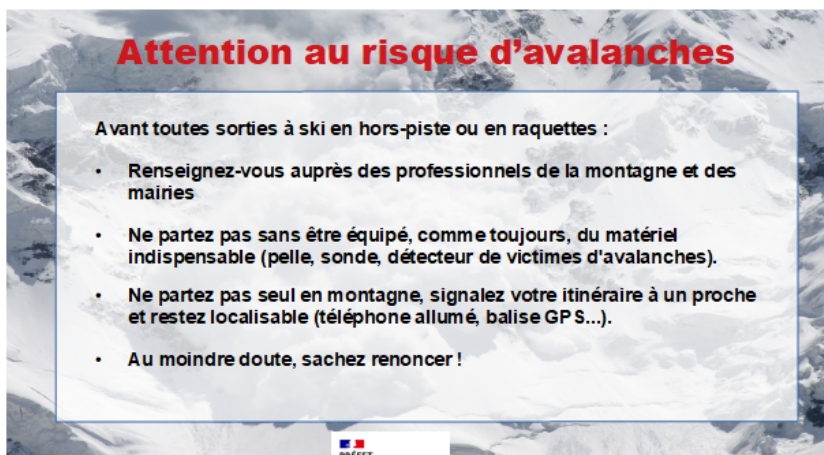 Attention au risque d'avalanches
Avant toutes sorties à ski en hors-piste ou en raquettes :
• Renseignez-vous auprès des professionnels de la montagne et des
mairies
• Ne partez pas sans être équipé, comme toujours, du matériel
indispensable (pelle, sonde, détecteur de victimes d'avalanches).
• Ne partez pas seul en montagne, signalez votre itinéraire à un proche
et restez localisable (téléphone allumé, balise GPS...).
• Au moindre doute, sachez renoncer !
PRÉFET